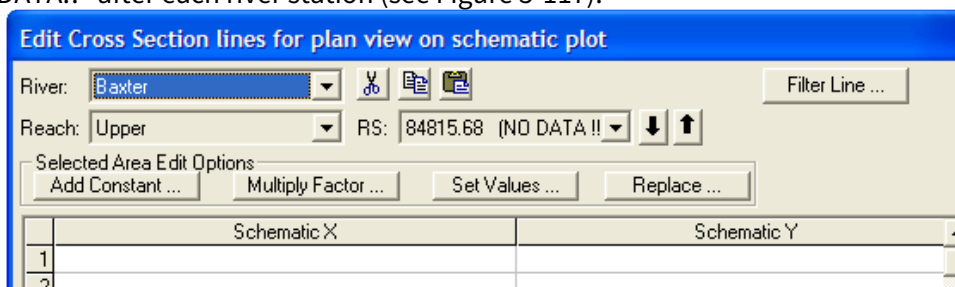 DATA!!" after each river station (see Figure 3-117).
Edit Cross Section lines for plan view on schematic plot
River: Baxter Filter Line ...
Reach: Upper RS: 84815.68 (NO DATA !!
Selected Area Edit Options
Add Constant ... Multiply Factor ... Set Values ... Replace ...
Schematic X Schematic Y
1
2